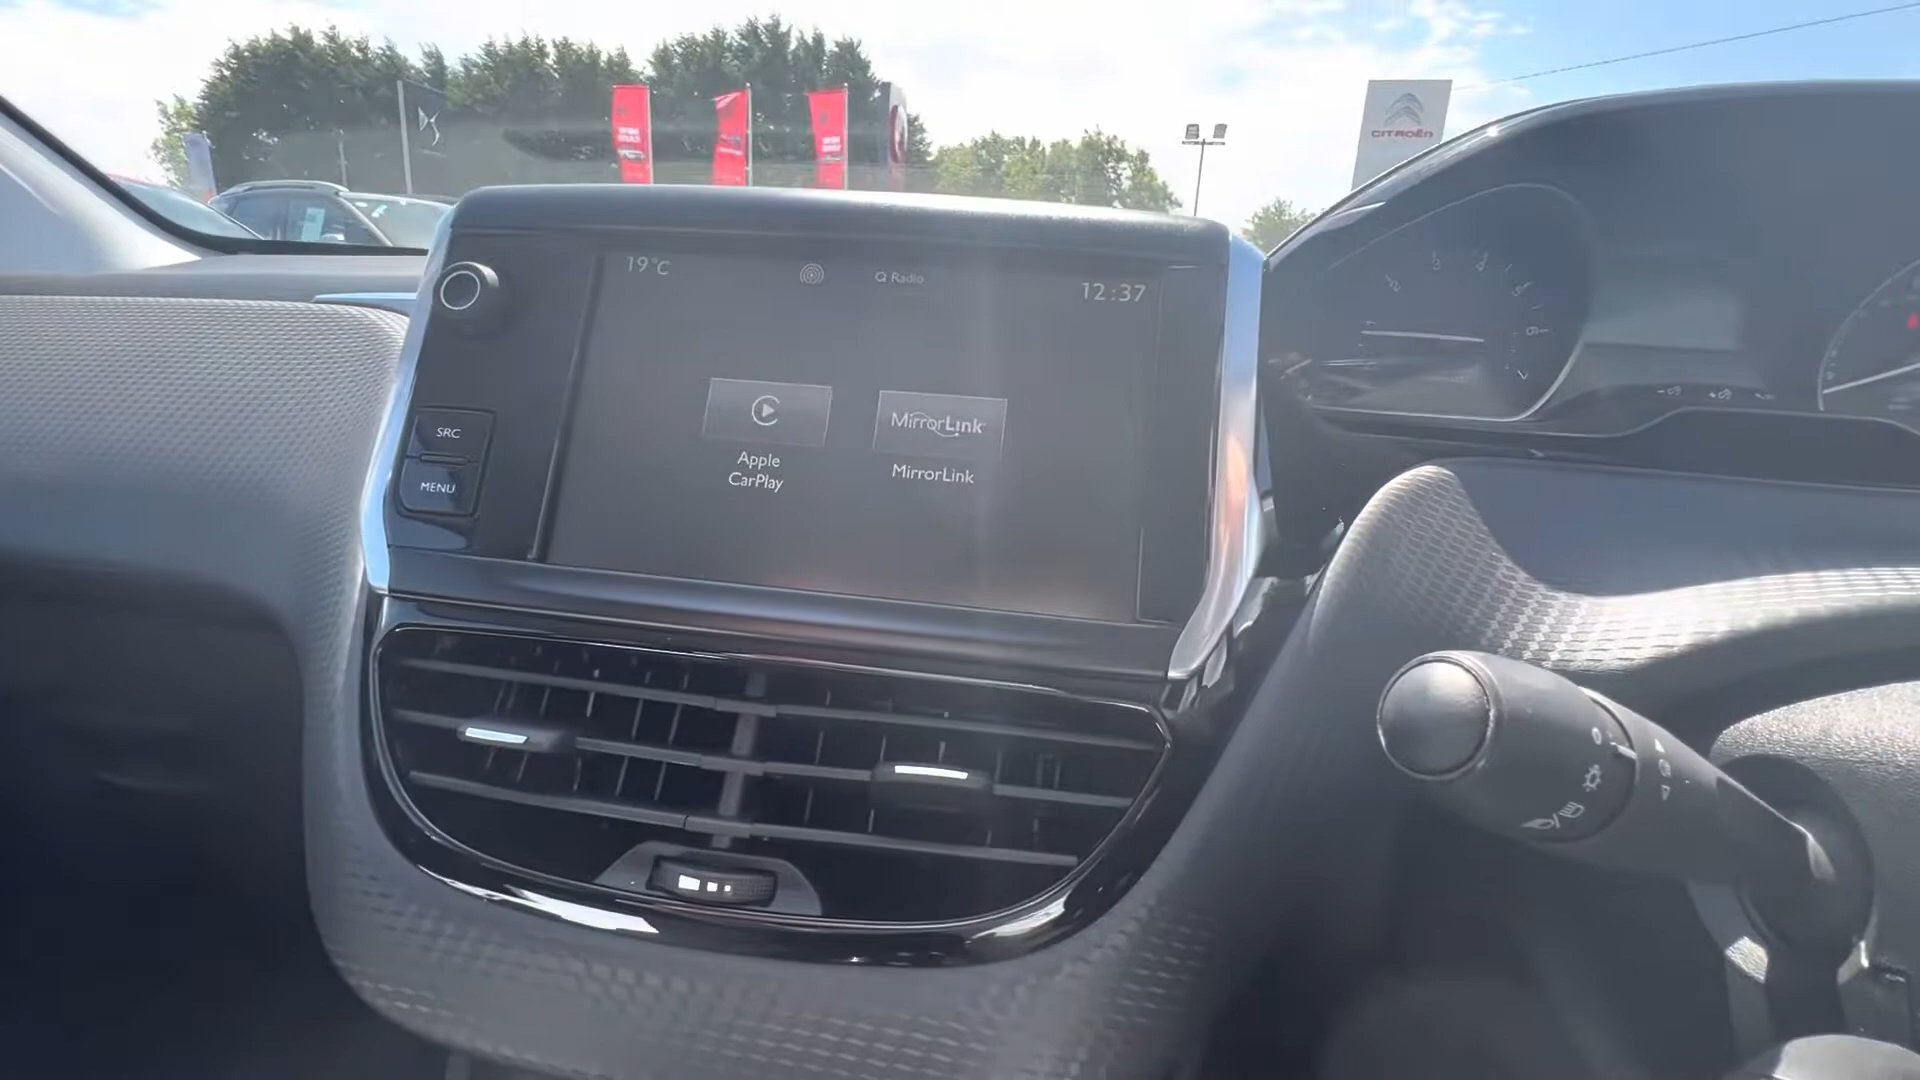 CITROËN
19°C
Q Radio
12:37
SRC
MENU
MirrorLink
Apple
CarPlay
MirrorLink